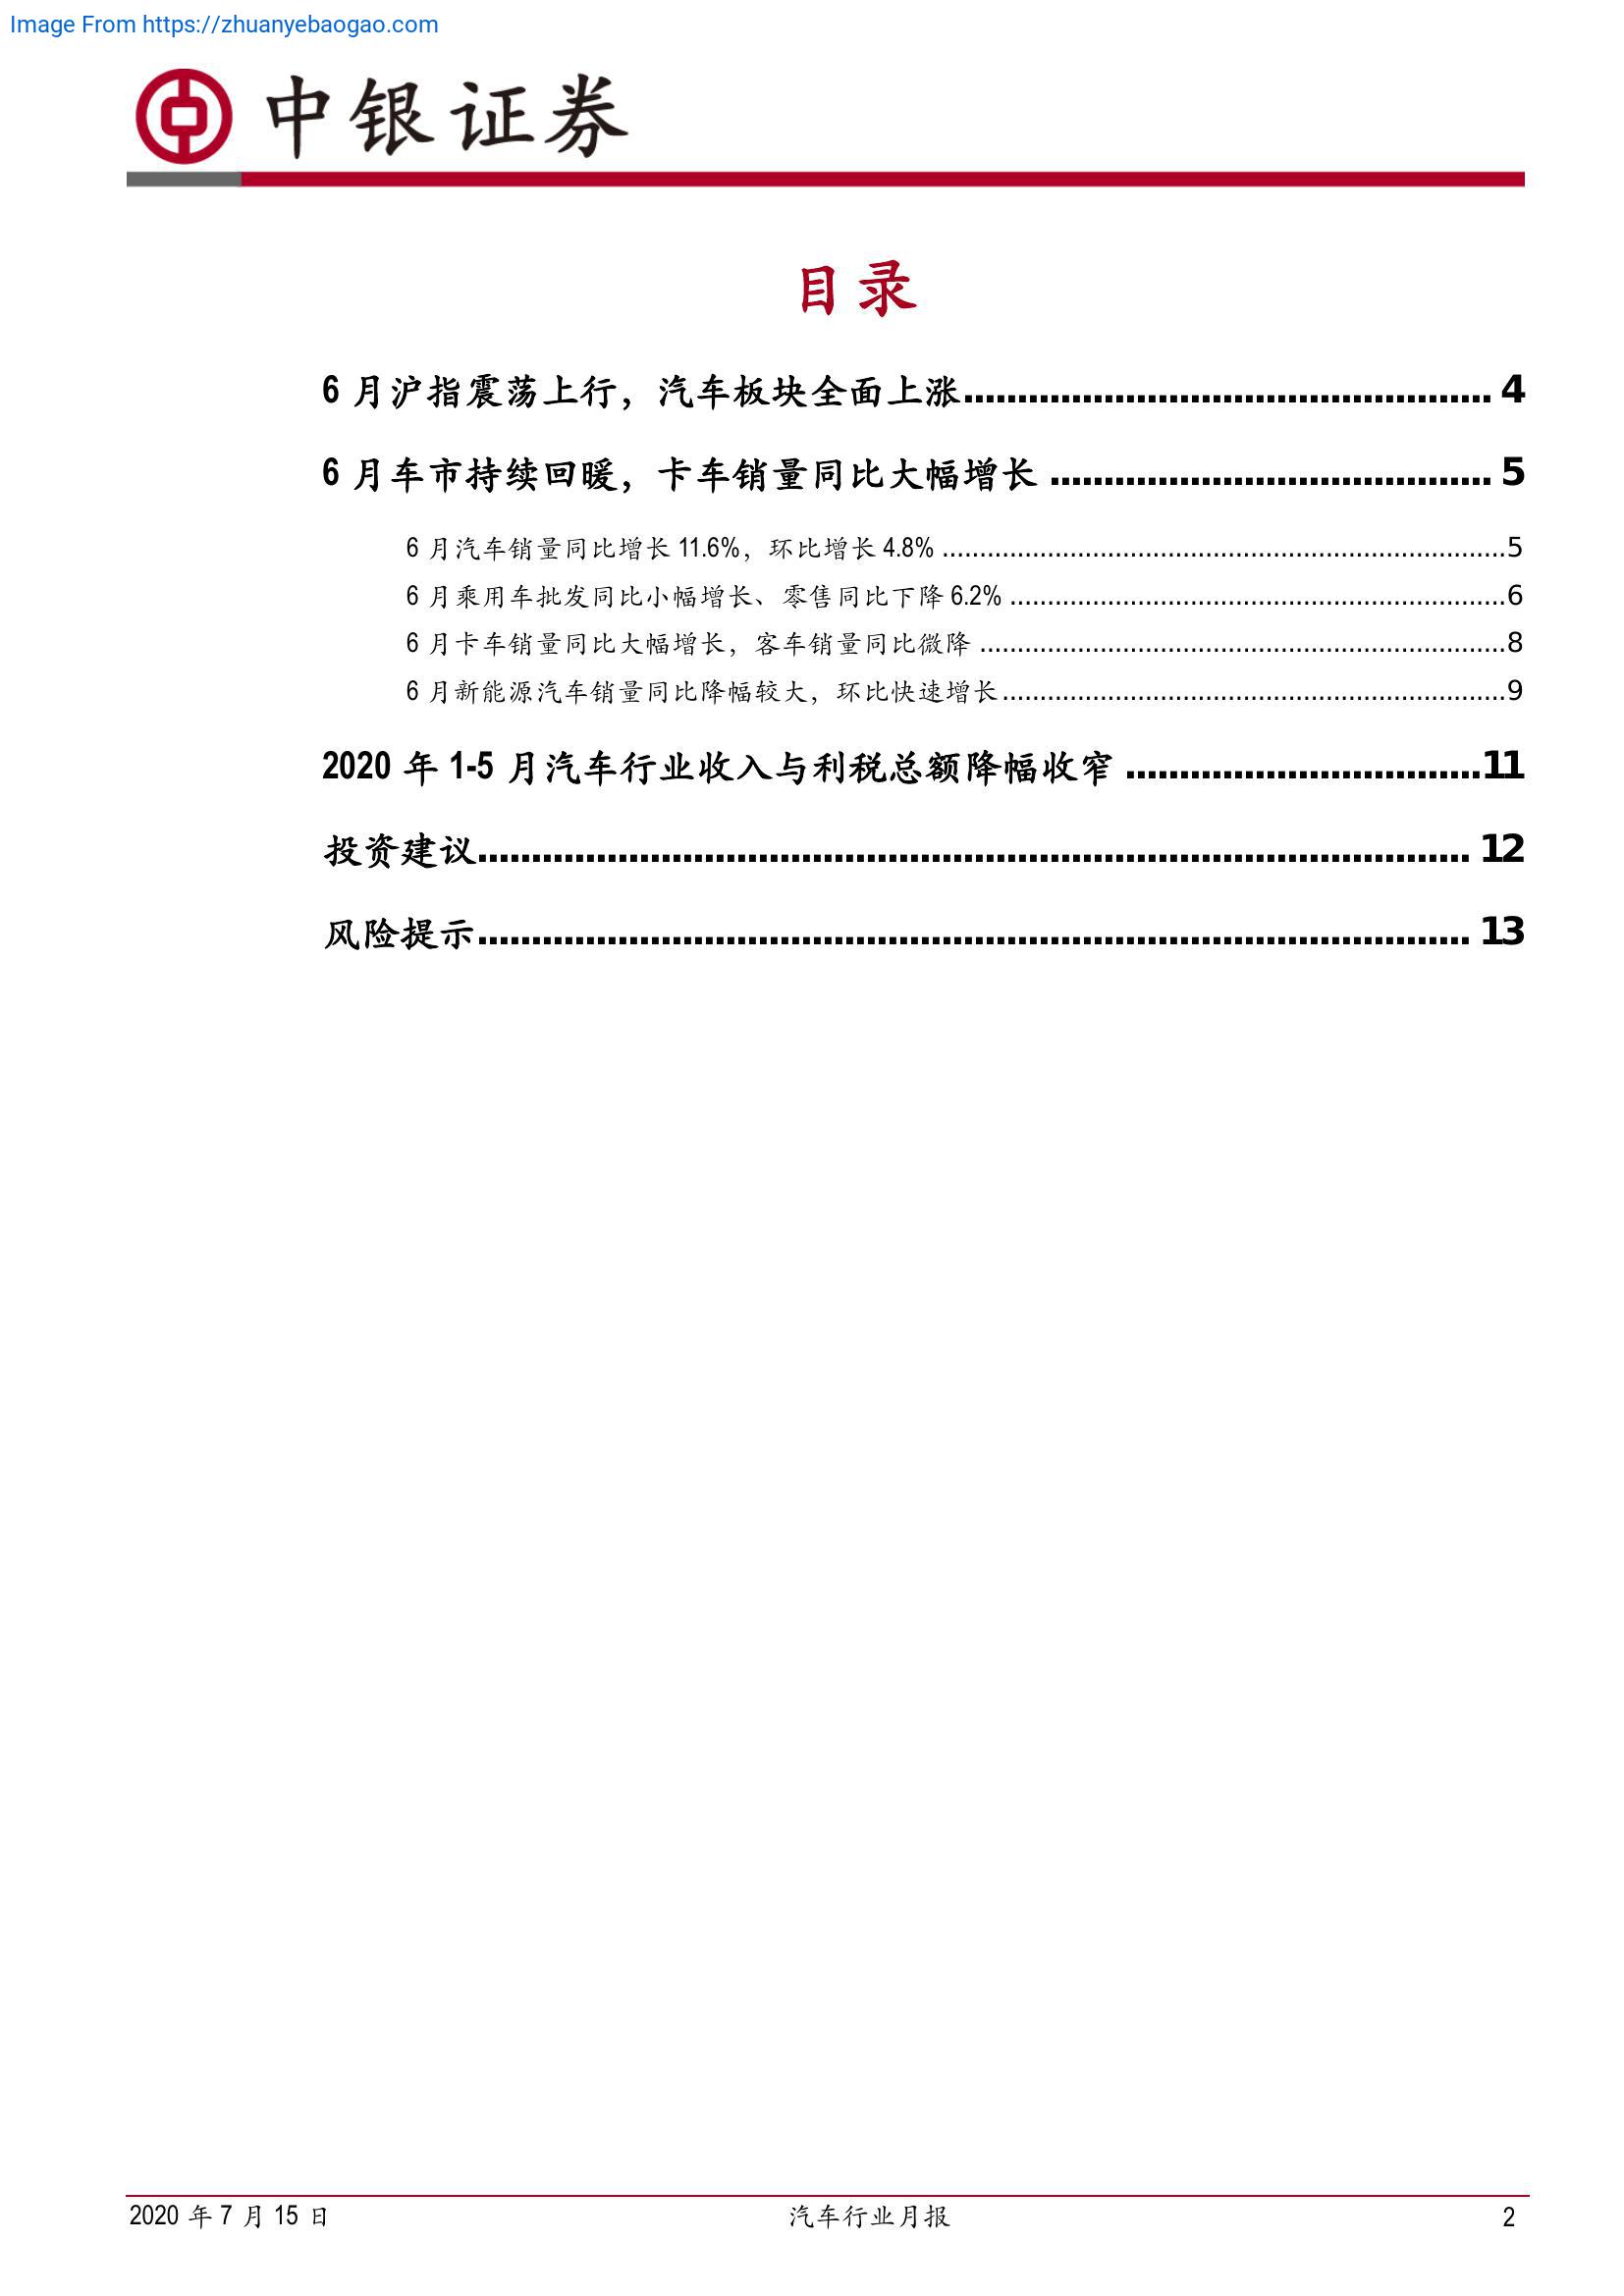 Image From https://zhuanyebaogao.com
中银证券
目录
6 月沪指震荡上行，汽车板块全面上涨................................................. 4
6 月车市持续回暖，卡车销量同比大幅增长 ......................................... 5
6 月汽车销量同比增长 11.6%，环比增长 4.8% ...........................................................................5
6 月乘用车批发同比小幅增长、零售同比下降 6.2% ..................................................................6
6 月卡车销量同比大幅增长，客车销量同比微降 ......................................................................8
6 月新能源汽车销量同比降幅较大，环比快速增长...................................................................9
2020 年 1-5 月汽车行业收入与利税总额降幅收窄 .................................11
投资建议............................................................................................ 12
风险提示............................................................................................ 13
2020 年 7 月 15 日
汽车行业月报
2